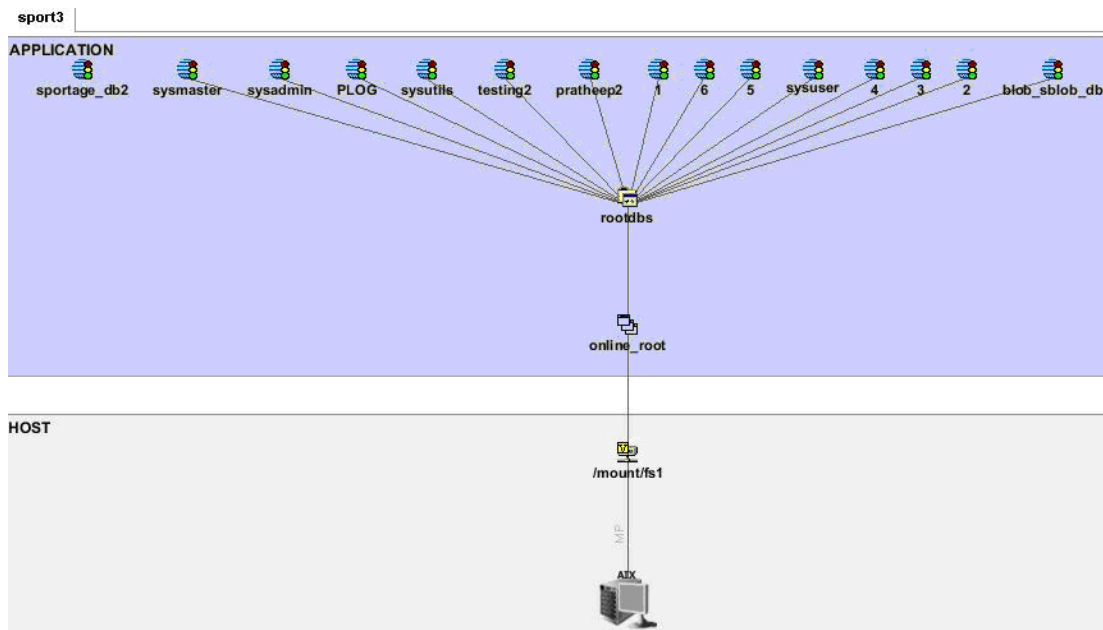 sport3
APPLICATION
sportage_db2 sysmaster sysadmin PLOG sysutils testing2 pratheep2 1 6 5 sysuser 4 3 2 blob_sblob_db
rootdbs
online_root
HOST
/mount/fs1
MP
AIX